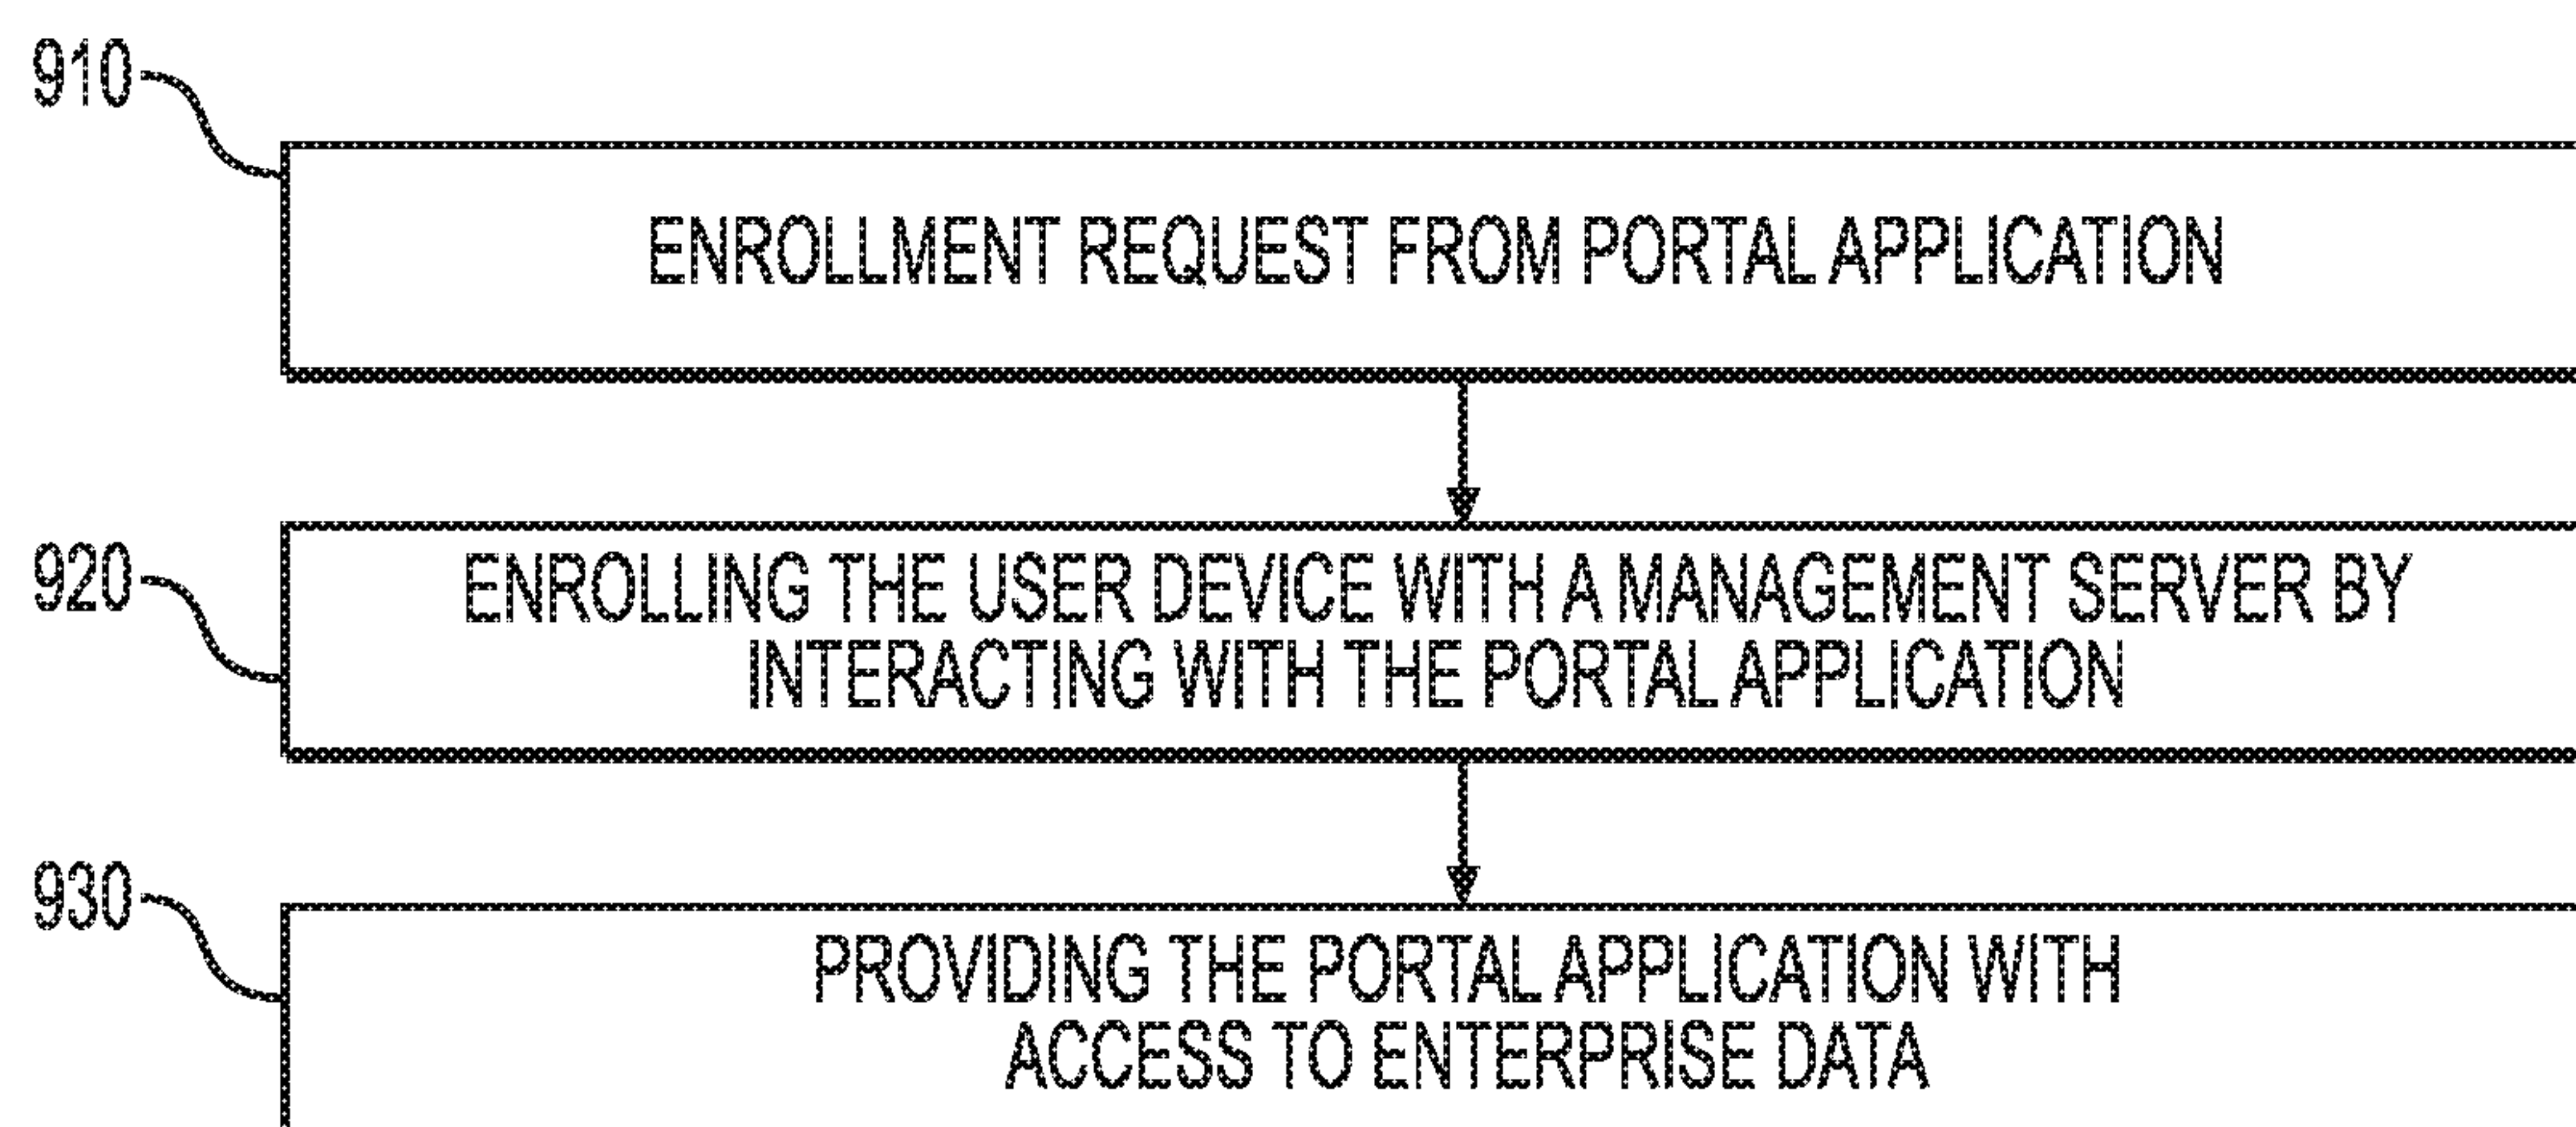 910
ENROLLMENT REQUEST FROM PORTAL APPLICATION
920
ENROLLING THE USER DEVICE WITH A MANAGEMENT SERVER BY
INTERACTING WITH THE PORTAL APPLICATION
930
PROVIDING THE PORTAL APPLICATION WITH
ACCESS TO ENTERPRISE DATA